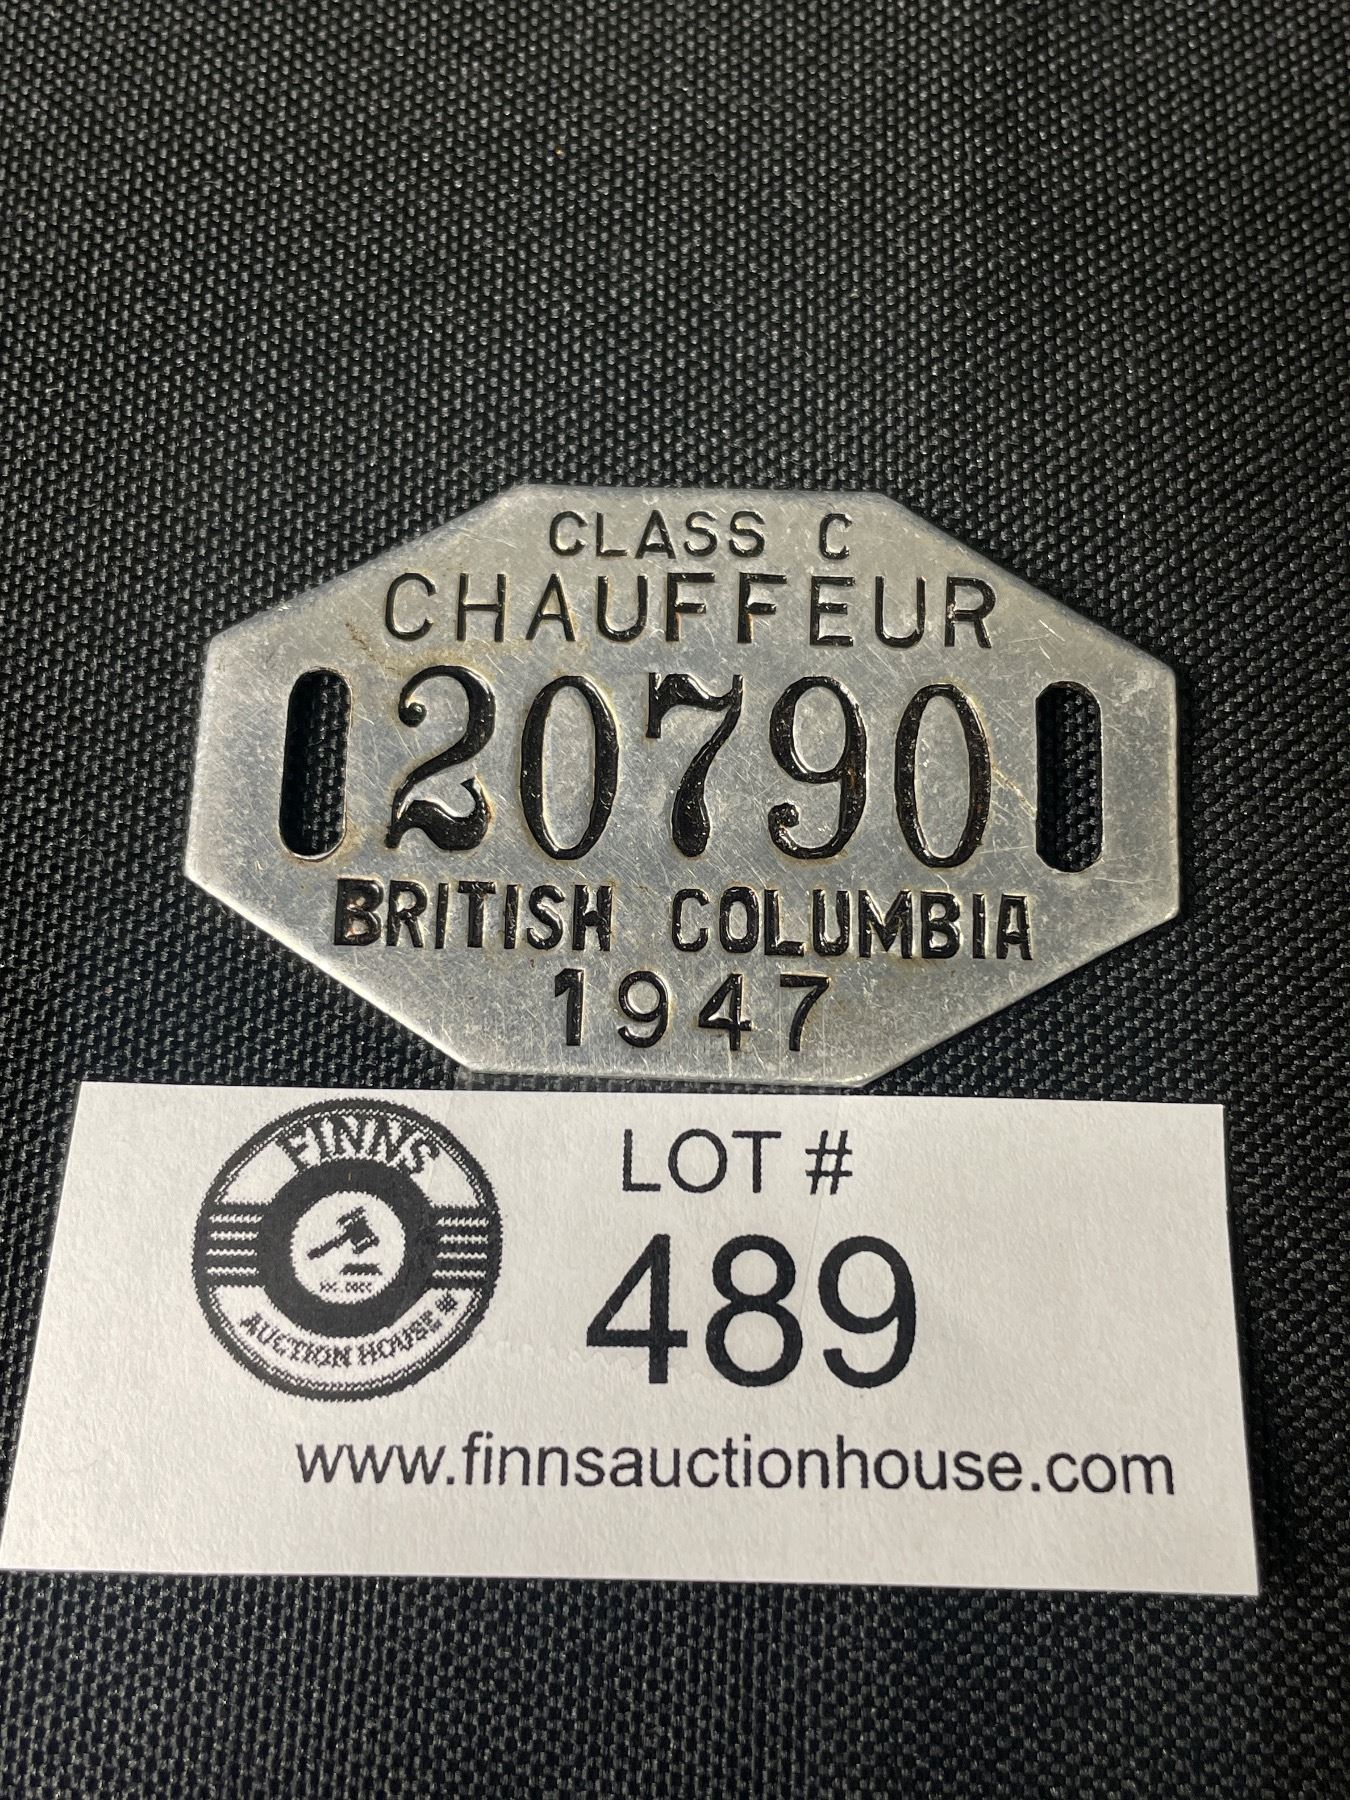 CLASS C
CHAUFFEUR
20790
BRITISH COLUMBIA
1947
FINNS
AUCTION HOUSE
LOT #
489
www.finnsauctionhouse.com